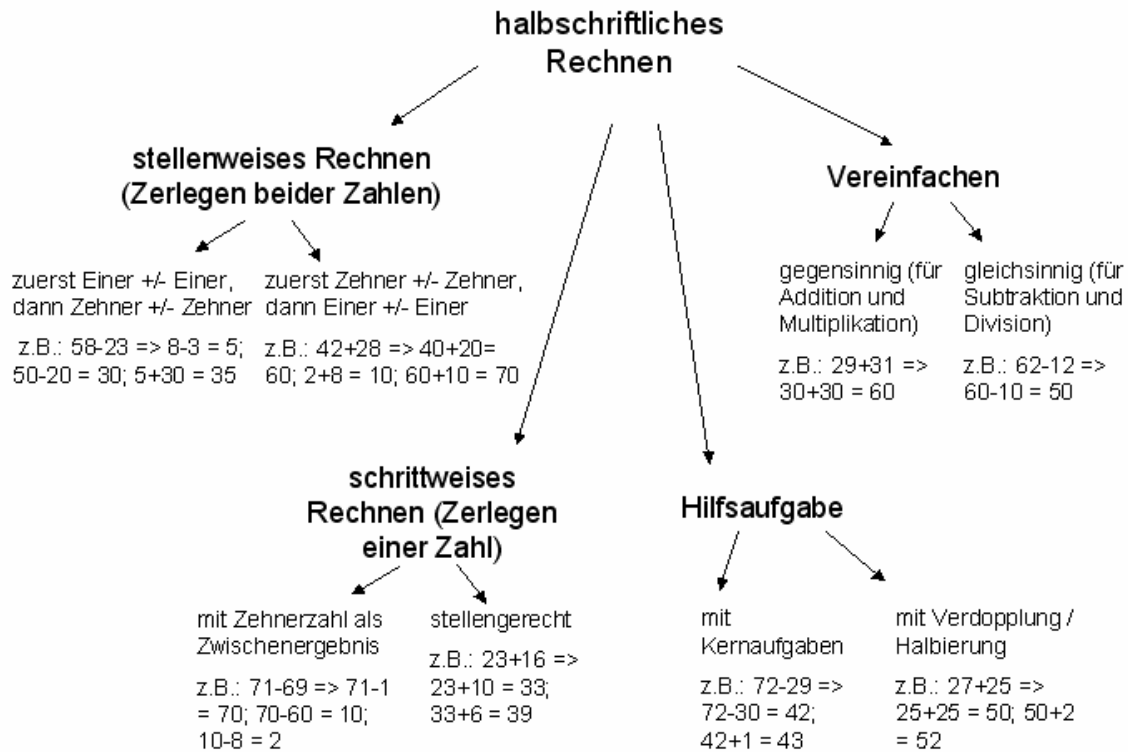 halbschriftliches
Rechnen
stellenweises Rechnen
(Zerlegen beider Zahlen)
zuerst Einer +/- Einer,
dann Zehner +/- Zehner
z.B.: 58-23 => 8-3 = 5;
50-20 = 30; 5+30 = 35
zuerst Zehner +/- Zehner,
dann Einer +/- Einer
z.B.: 42+28 => 40+20=
60; 2+8 = 10; 60+10 = 70
Vereinfachen
gegensinnig (für
Addition und
Multiplikation)
z.B.: 29+31 =>
30+30 = 60
gleichsinnig (für
Subtraktion und
Division)
z.B.: 62-12 =>
60-10 = 50
schrittweises
Rechnen (Zerlegen
einer Zahl)
mit Zehnerzahl als
Zwischenergebnis
z.B.: 71-69 => 71-1
= 70; 70-60 = 10;
10-8 = 2
stellengerecht
z.B.: 23+16 =>
23+10 = 33;
33+6 = 39
Hilfsaufgabe
mit
Kernaufgaben
z.B.: 72-29 =>
72-30 = 42;
42+1 = 43
mit Verdopplung /
Halbierung
z.B.: 27+25 =>
25+25 = 50; 50+2
= 52